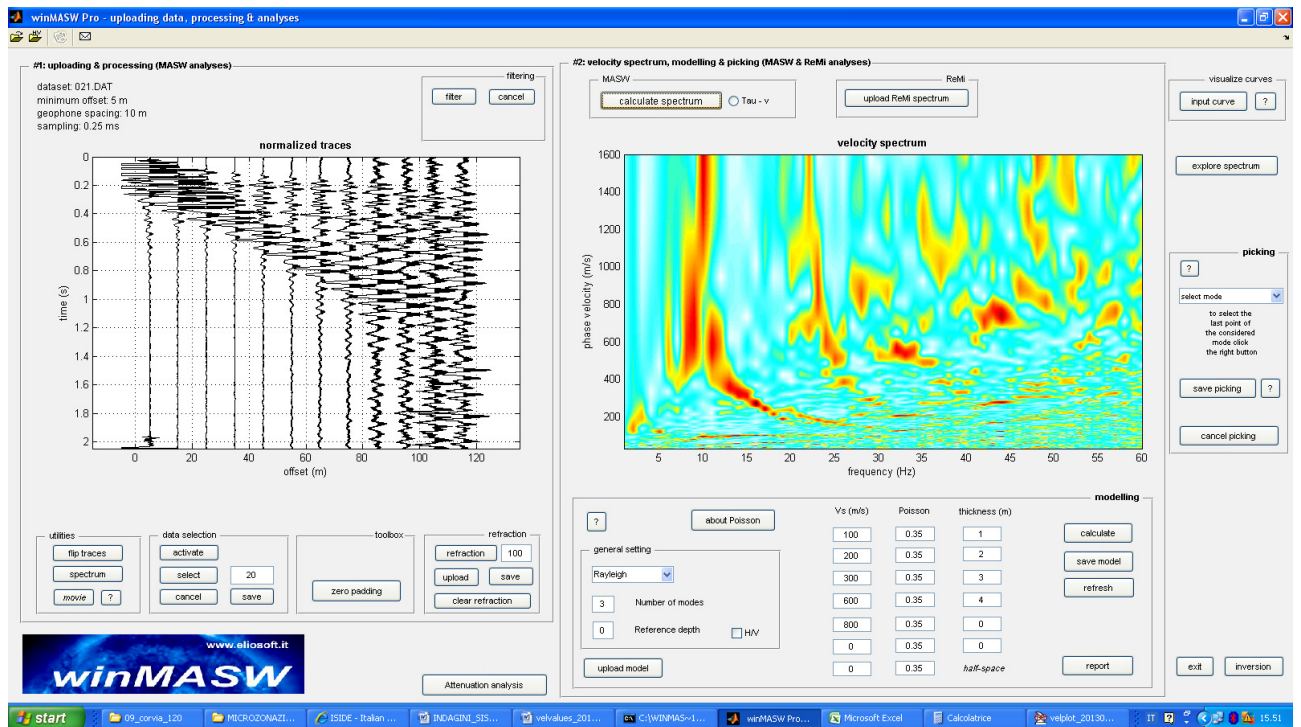 winMASW Pro - uploading data, processing & analyses
#1: uploading & processing (MASW analyses)
dataset: 021.DAT
minimum offset: 5 m
geophone spacing: 10 m
sampling: 0.25 ms
filtering
filter
cancel
normalized traces
0
0.2
0.4
0.6
0.8
1
1.2
1.4
1.6
1.8
2
time (s)
0 20 40 60 80 100 120
offset (m)
utilities
flip traces
spectrum
movie ?
data selection
activate
select 20
cancel save
toolbox
zero padding
refraction
refraction 100
upload save
clear refraction
www.eliosoft.it
winMASW
Attenuation analysis
#2: velocity spectrum, modelling & picking (MASW & ReMi analyses)
MASW
calculate spectrum Tau - v
ReMi
upload ReMi spectrum
velocity spectrum
1600
1400
1200
1000
800
600
400
200
phase velocity (m/s)
5 10 15 20 25 30 35 40 45 50 55 60
frequency (Hz)
modelling
? about Poisson
general setting
Rayleigh
3 Number of modes
0 Reference depth H/V
upload model
Vs (m/s) Poisson thickness (m)
100 0.35 1
200 0.35 2
300 0.35 3
600 0.35 4
800 0.35 0
0 0.35 0
0 0.35 half-space
calculate
save model
refresh
report
visualize curves
input curve ?
explore spectrum
picking
?
select mode
to select the
last point of
the considered
mode click
the right button
save picking ?
cancel picking
exit inversion
start
09_corvia_120
MICROZONAZI...
ISIDE - Italian ...
INDAGINI_SIS...
velvalues_201...
C:\WINMAS~1...
winMASW Pro...
Microsoft Excel
Calcolatrice
velplot_20130...
IT
15.51